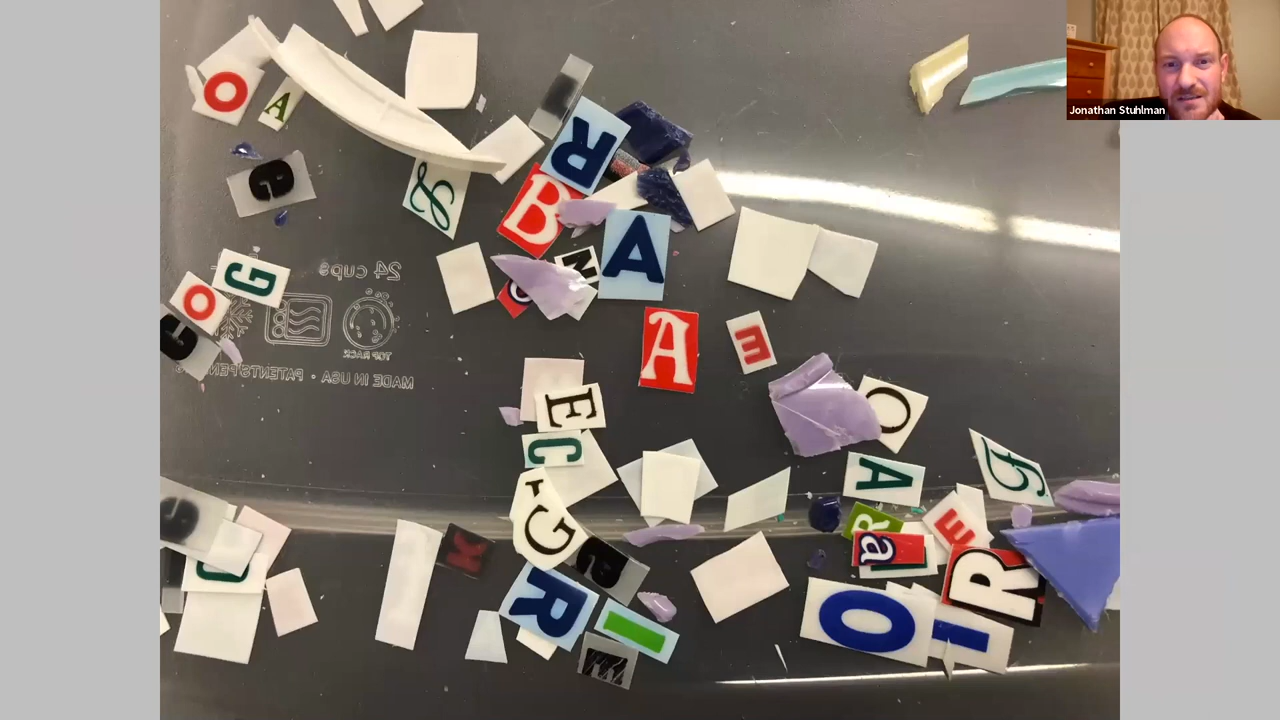 Jonathan Stuhlman
O
A
R
e
&
B
A
N
24 cups
G
O
e
TOP RACK
MADE IN USA • PATENTS PEN
A
E
E
O
C
A
r
G
R
a
E
R
e
K
a
R
I
O
I
m